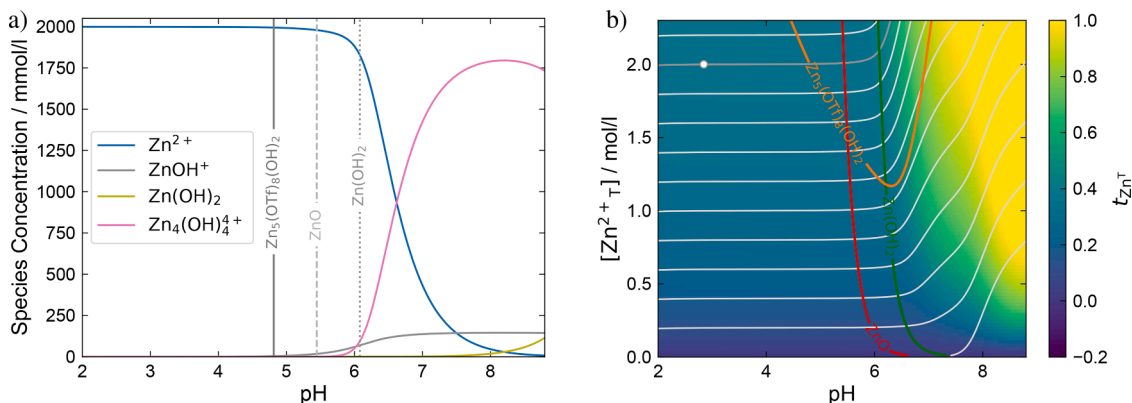 a)
Species Concentration / mmol/l
2000
1750
1500
1250
1000
750
500
250
0
Zn²⁺
ZnOH⁺
Zn(OH)₂
Zn₄(OH)₄⁴⁺
Zn₅(OTf)₈(OH)₂
ZnO
Zn(OH)₂
2
3
4
5
6
7
8
pH
b)
[Zn²⁺ᴛ] / mol/l
2.0
1.5
1.0
0.5
0.0
Zn₅(OTf)₈(OH)₂
Zn(OH)₂
ZnO
2
4
6
8
pH
1.0
0.8
0.6
0.4
0.2
0.0
−0.2
t_Znᵀ